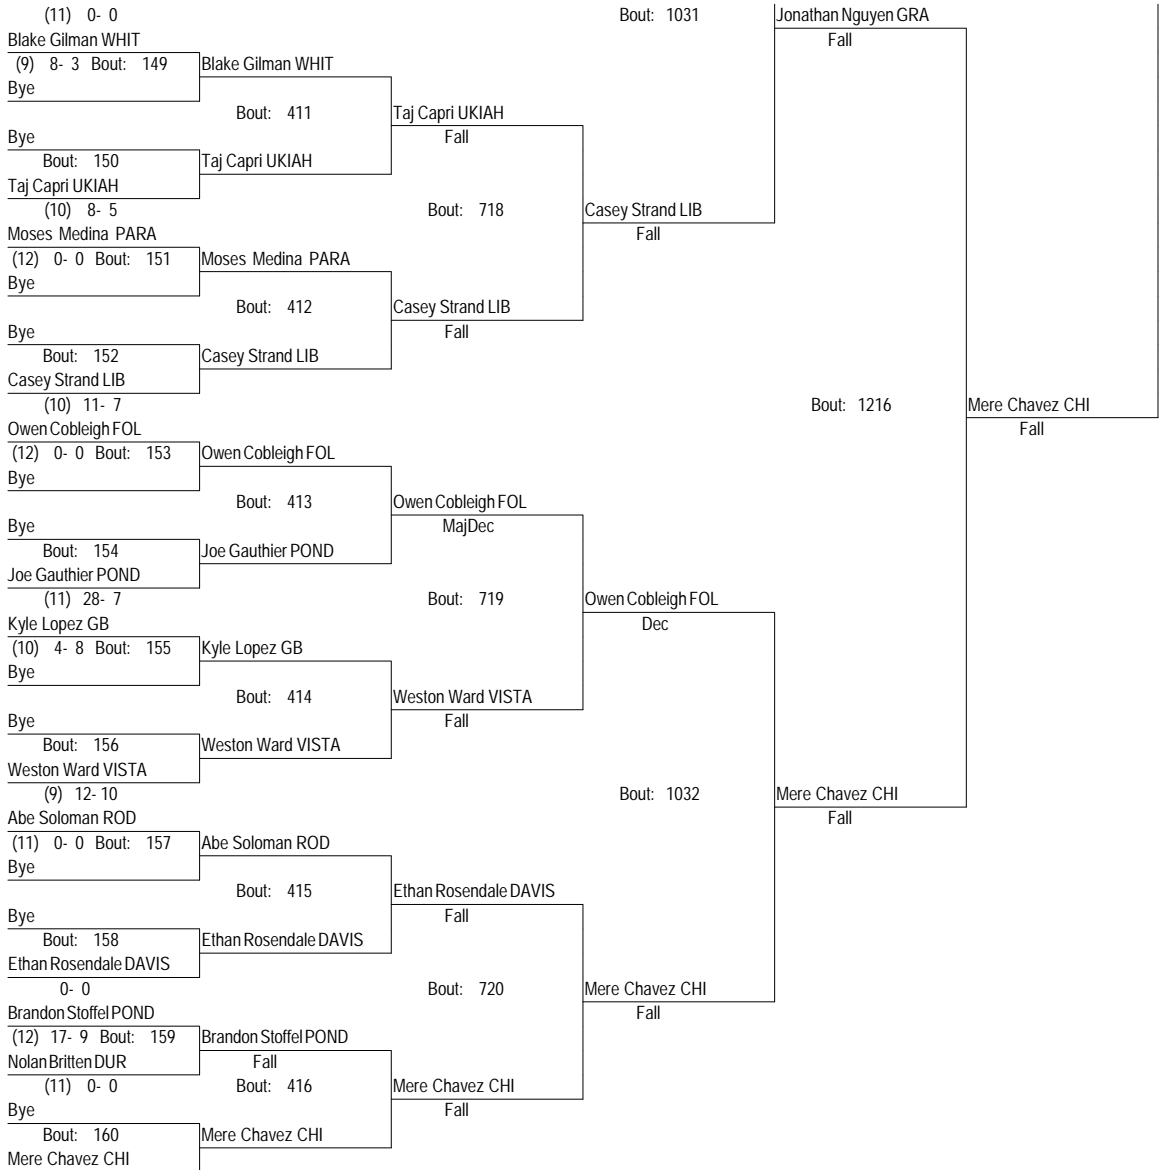 (11) 0- 0 Bout: 1031 Jonathan Nguyen GRA
Blake Gilman WHIT Fall
(9) 8- 3 Bout: 149 Blake Gilman WHIT
Bye
Bout: 411 Taj Capri UKIAH
Bye Fall
Bout: 150 Taj Capri UKIAH
Taj Capri UKIAH
(10) 8- 5 Bout: 718 Casey Strand LIB
Moses Medina PARA Fall
(12) 0- 0 Bout: 151 Moses Medina PARA
Bye
Bout: 412 Casey Strand LIB
Bye Fall
Bout: 152 Casey Strand LIB
Casey Strand LIB
(10) 11- 7 Bout: 1216 Mere Chavez CHI
Owen Cobleigh FOL Fall
(12) 0- 0 Bout: 153 Owen Cobleigh FOL
Bye
Bout: 413 Owen Cobleigh FOL
Bye MajDec
Bout: 154 Joe Gauthier POND
Joe Gauthier POND
(11) 28- 7 Bout: 719 Owen Cobleigh FOL
Kyle Lopez GB Dec
(10) 4- 8 Bout: 155 Kyle Lopez GB
Bye
Bout: 414 Weston Ward VISTA
Bye Fall
Bout: 156 Weston Ward VISTA
Weston Ward VISTA
(9) 12- 10 Bout: 1032 Mere Chavez CHI
Abe Soloman ROD Fall
(11) 0- 0 Bout: 157 Abe Soloman ROD
Bye
Bout: 415 Ethan Rosendale DAVIS
Bye Fall
Bout: 158 Ethan Rosendale DAVIS
Ethan Rosendale DAVIS
0- 0 Bout: 720 Mere Chavez CHI
Brandon Stoffel POND Fall
(12) 17- 9 Bout: 159 Brandon Stoffel POND
Nolan Britten DUR Fall
(11) 0- 0 Bout: 416 Mere Chavez CHI
Bye Fall
Bout: 160 Mere Chavez CHI
Mere Chavez CHI